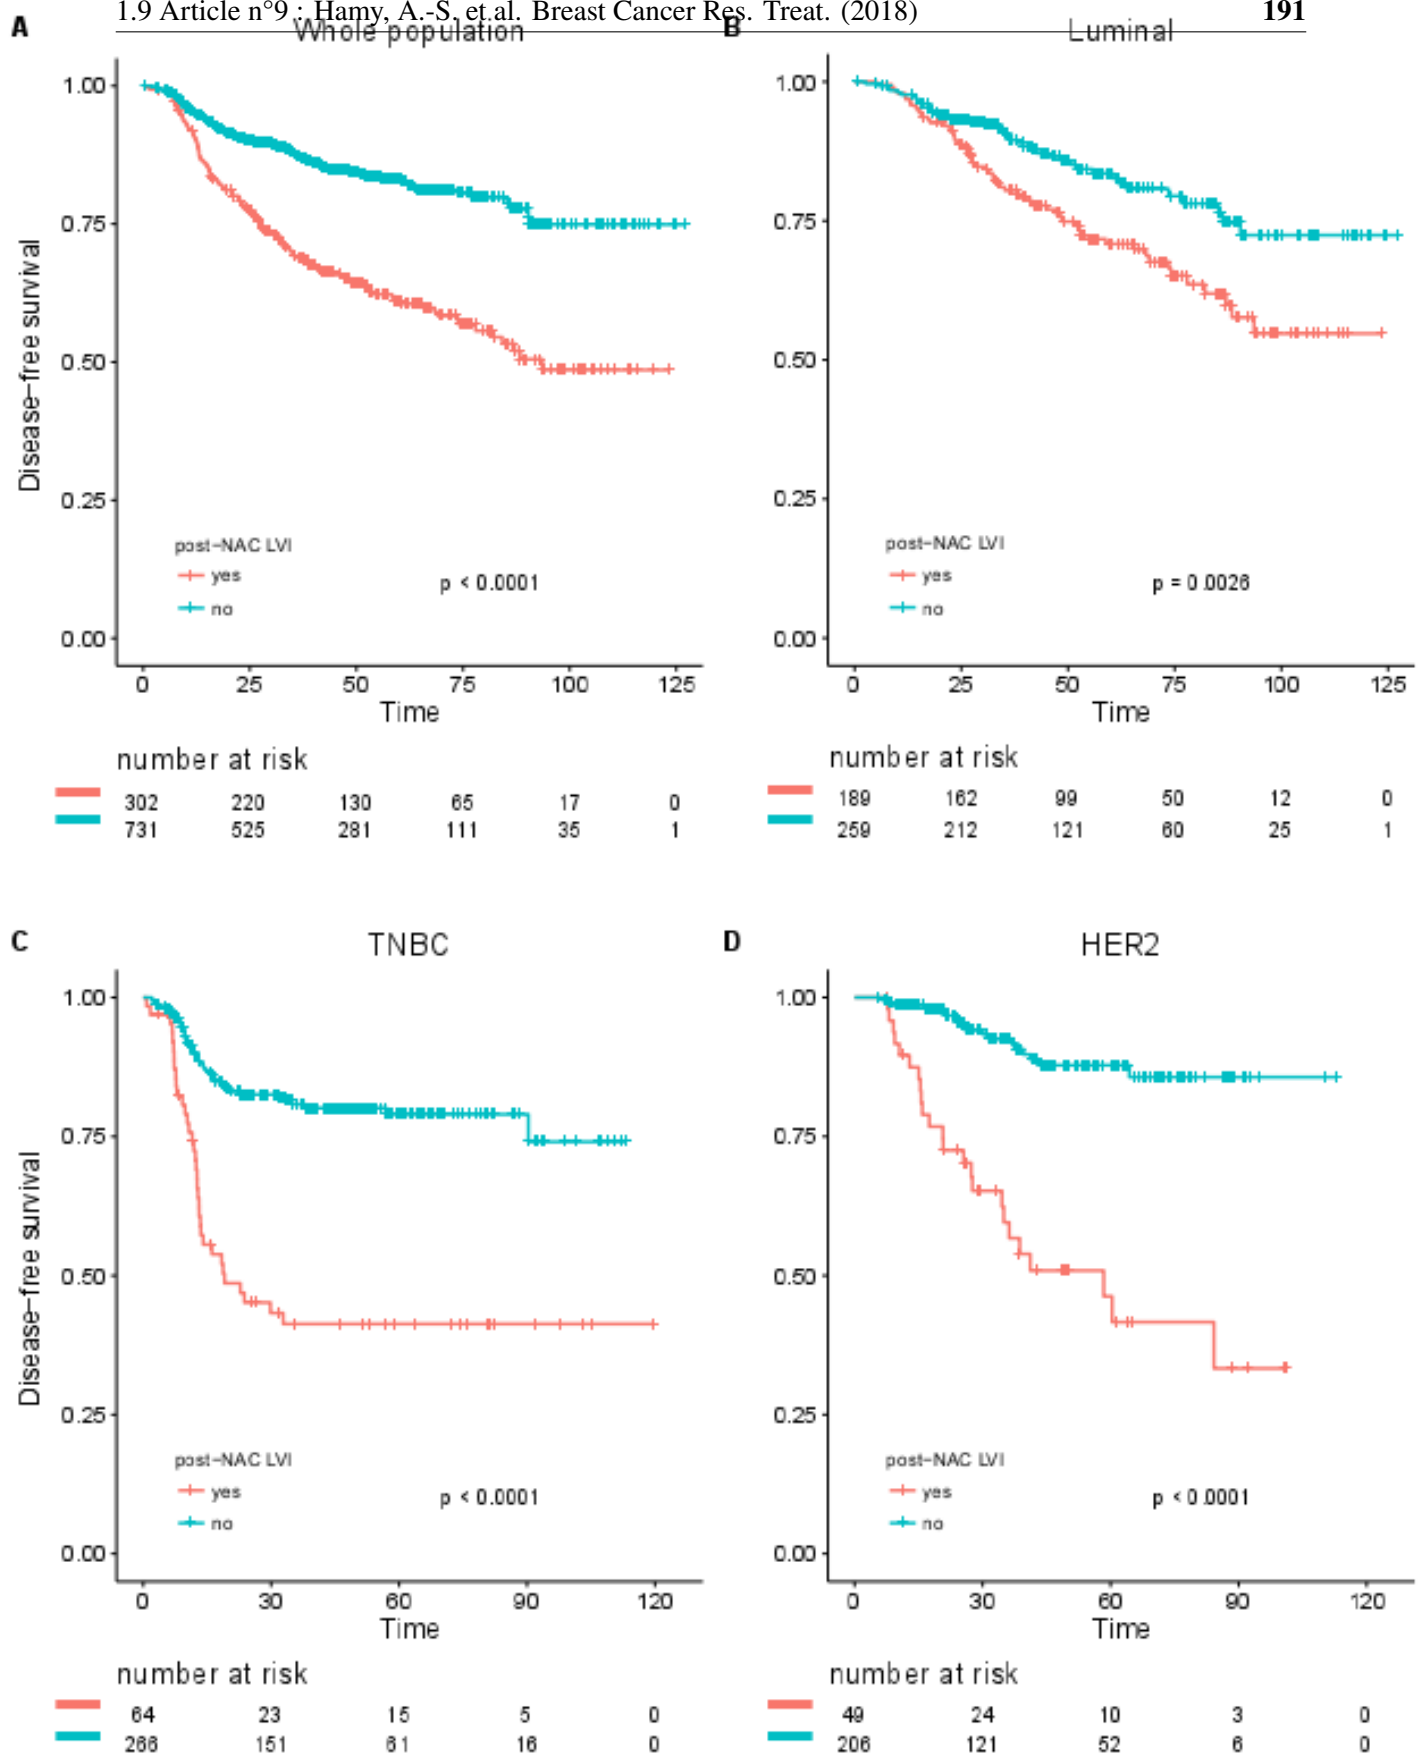 1.9 Article n°9 : Hamy, A.-S. et al. Breast Cancer Res. Treat. (2018) 191
A Whole population
1.00
0.75
0.50
0.25
0.00
Disease-free survival
post-NAC LVI
yes
no
p < 0.0001
0 25 50 75 100 125
Time
number at risk
302 220 130 65 17 0
731 525 281 111 35 1
B Luminal
1.00
0.75
0.50
0.25
0.00
post-NAC LVI
yes
no
p = 0.0026
0 25 50 75 100 125
Time
number at risk
189 162 99 50 12 0
259 212 121 60 25 1
C TNBC
1.00
0.75
0.50
0.25
0.00
Disease-free survival
post-NAC LVI
yes
no
p < 0.0001
0 30 60 90 120
Time
number at risk
64 23 15 5 0
266 151 61 16 0
D HER2
1.00
0.75
0.50
0.25
0.00
post-NAC LVI
yes
no
p < 0.0001
0 30 60 90 120
Time
number at risk
49 24 10 3 0
206 121 52 6 0